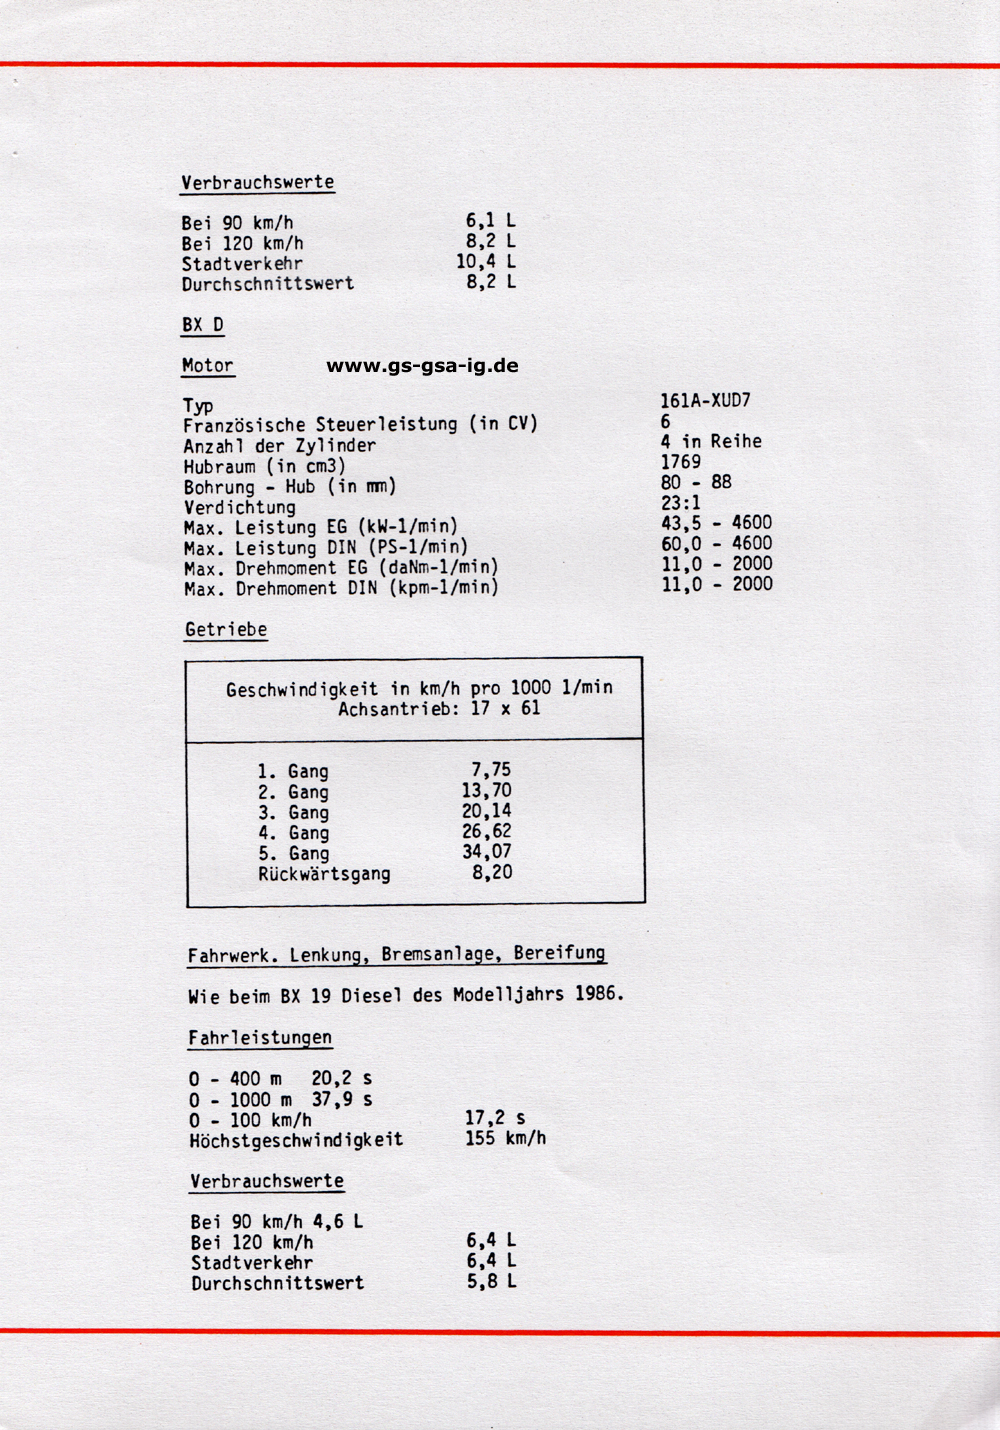 Verbrauchswerte
Bei 90 km/h 6,1 L
Bei 120 km/h 8,2 L
Stadtverkehr 10,4 L
Durchschnittswert 8,2 L
BX D
Motor www.gs-gsa-ig.de
Typ 161A-XUD7
Französische Steuerleistung (in CV) 6
Anzahl der Zylinder 4 in Reihe
Hubraum (in cm3) 1769
Bohrung - Hub (in mm) 80 - 88
Verdichtung 23:1
Max. Leistung EG (kW-1/min) 43,5 - 4600
Max. Leistung DIN (PS-1/min) 60,0 - 4600
Max. Drehmoment EG (daNm-1/min) 11,0 - 2000
Max. Drehmoment DIN (kpm-1/min) 11,0 - 2000
Getriebe
Geschwindigkeit in km/h pro 1000 1/min
Achsantrieb: 17 x 61
1. Gang 7,75
2. Gang 13,70
3. Gang 20,14
4. Gang 26,62
5. Gang 34,07
Rückwärtsgang 8,20
Fahrwerk. Lenkung, Bremsanlage, Bereifung
Wie beim BX 19 Diesel des Modelljahrs 1986.
Fahrleistungen
0 - 400 m 20,2 s
0 - 1000 m 37,9 s
0 - 100 km/h 17,2 s
Höchstgeschwindigkeit 155 km/h
Verbrauchswerte
Bei 90 km/h 4,6 L
Bei 120 km/h 6,4 L
Stadtverkehr 6,4 L
Durchschnittswert 5,8 L